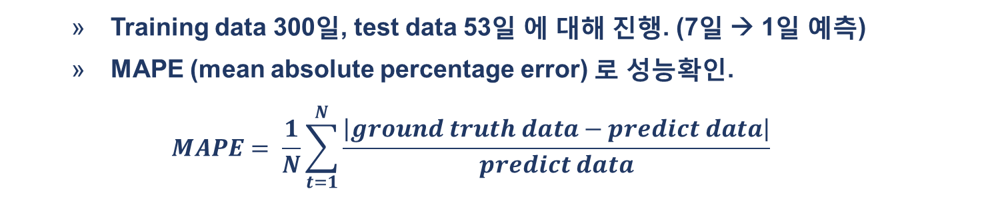 » Training data 300일, test data 53일 에 대해 진행. (7일 → 1일 예측)
» MAPE (mean absolute percentage error) 로 성능확인.
MAPE = \frac{1}{N} \sum_{t=1}^{N} \frac{|ground truth data − predict data|}{predict data}